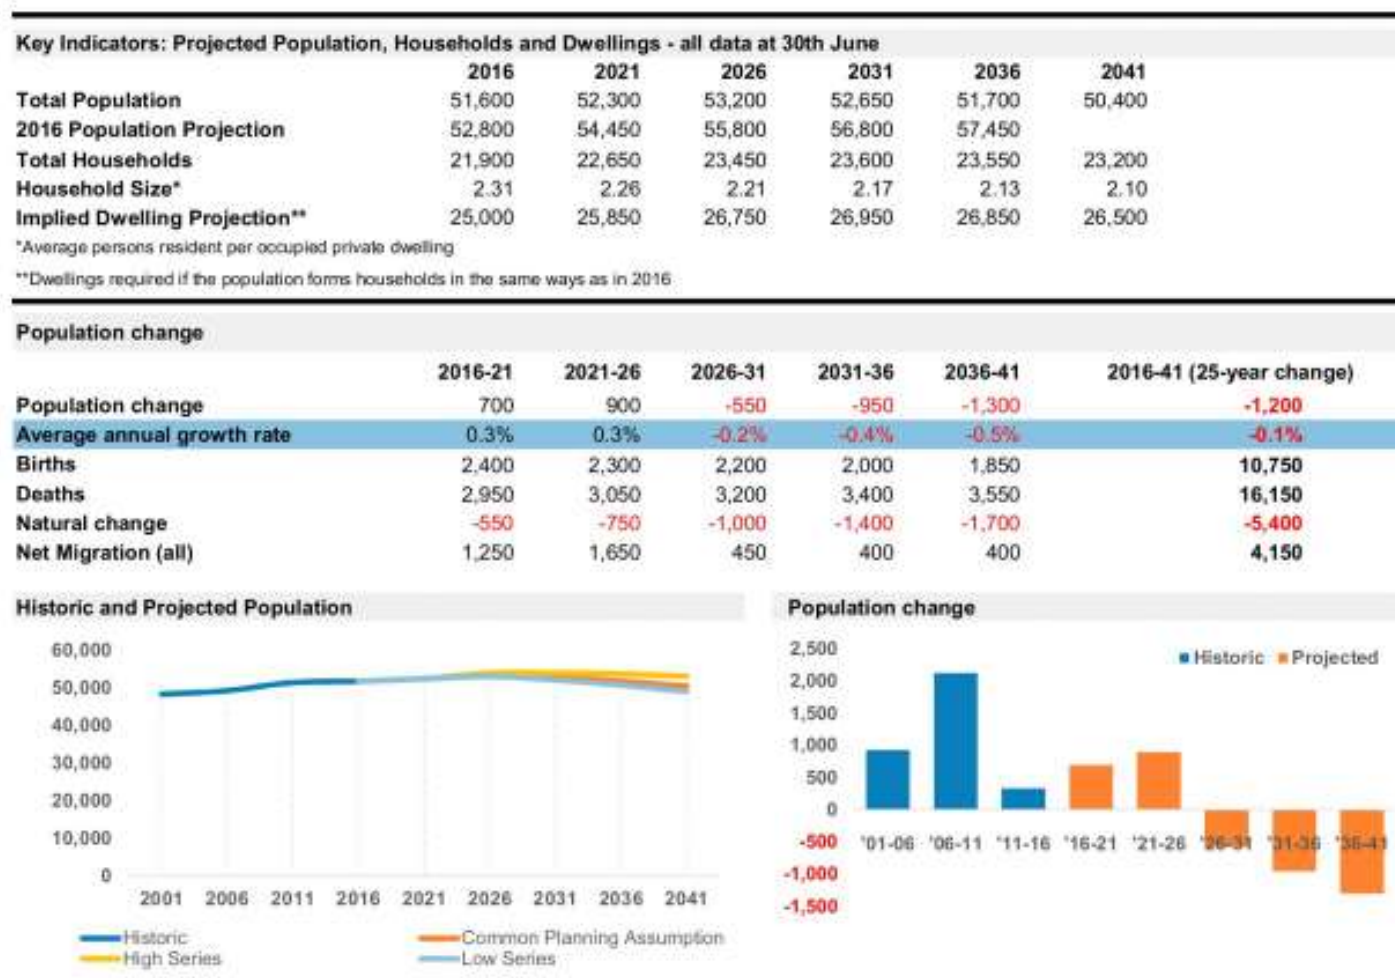 Key Indicators: Projected Population, Households and Dwellings - all data at 30th June
2016 2021 2026 2031 2036 2041
Total Population 51,600 52,300 53,200 52,650 51,700 50,400
2016 Population Projection 52,800 54,450 55,800 56,800 57,450
Total Households 21,900 22,650 23,450 23,600 23,550 23,200
Household Size* 2.31 2.26 2.21 2.17 2.13 2.10
Implied Dwelling Projection** 25,000 25,850 26,750 26,950 26,850 26,500
*Average persons resident per occupied private dwelling
**Dwellings required if the population forms households in the same ways as in 2016
Population change
2016-21 2021-26 2026-31 2031-36 2036-41 2016-41 (25-year change)
Population change 700 900 -550 -950 -1,300 -1,200
Average annual growth rate 0.3% 0.3% -0.2% -0.4% -0.5% -0.1%
Births 2,400 2,300 2,200 2,000 1,850 10,750
Deaths 2,950 3,050 3,200 3,400 3,550 16,150
Natural change -550 -750 -1,000 -1,400 -1,700 -5,400
Net Migration (all) 1,250 1,650 450 400 400 4,150
Historic and Projected Population
60,000
50,000
40,000
30,000
20,000
10,000
0
2001 2006 2011 2016 2021 2026 2031 2036 2041
Historic Common Planning Assumption
High Series Low Series
Population change
Historic Projected
2,500
2,000
1,500
1,000
500
0
-500
-1,000
-1,500
'01-06 '06-11 '11-16 '16-21 '21-26 '26-31 '31-36 '36-41